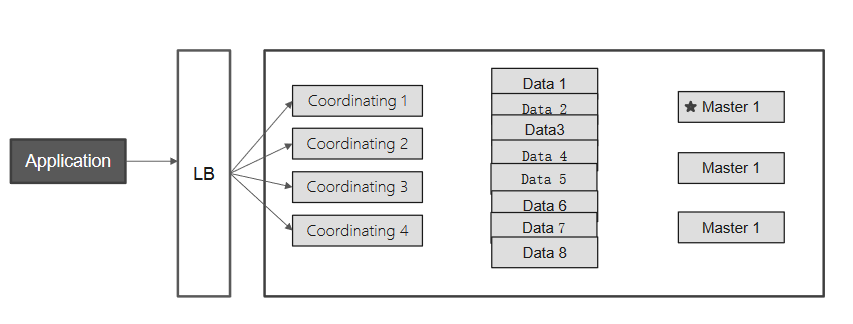 Application
LB
Coordinating 1
Coordinating 2
Coordinating 3
Coordinating 4
Data 1
Data 2
Data3
Data 4
Data 5
Data 6
Data 7
Data 8
Master 1
Master 1
Master 1